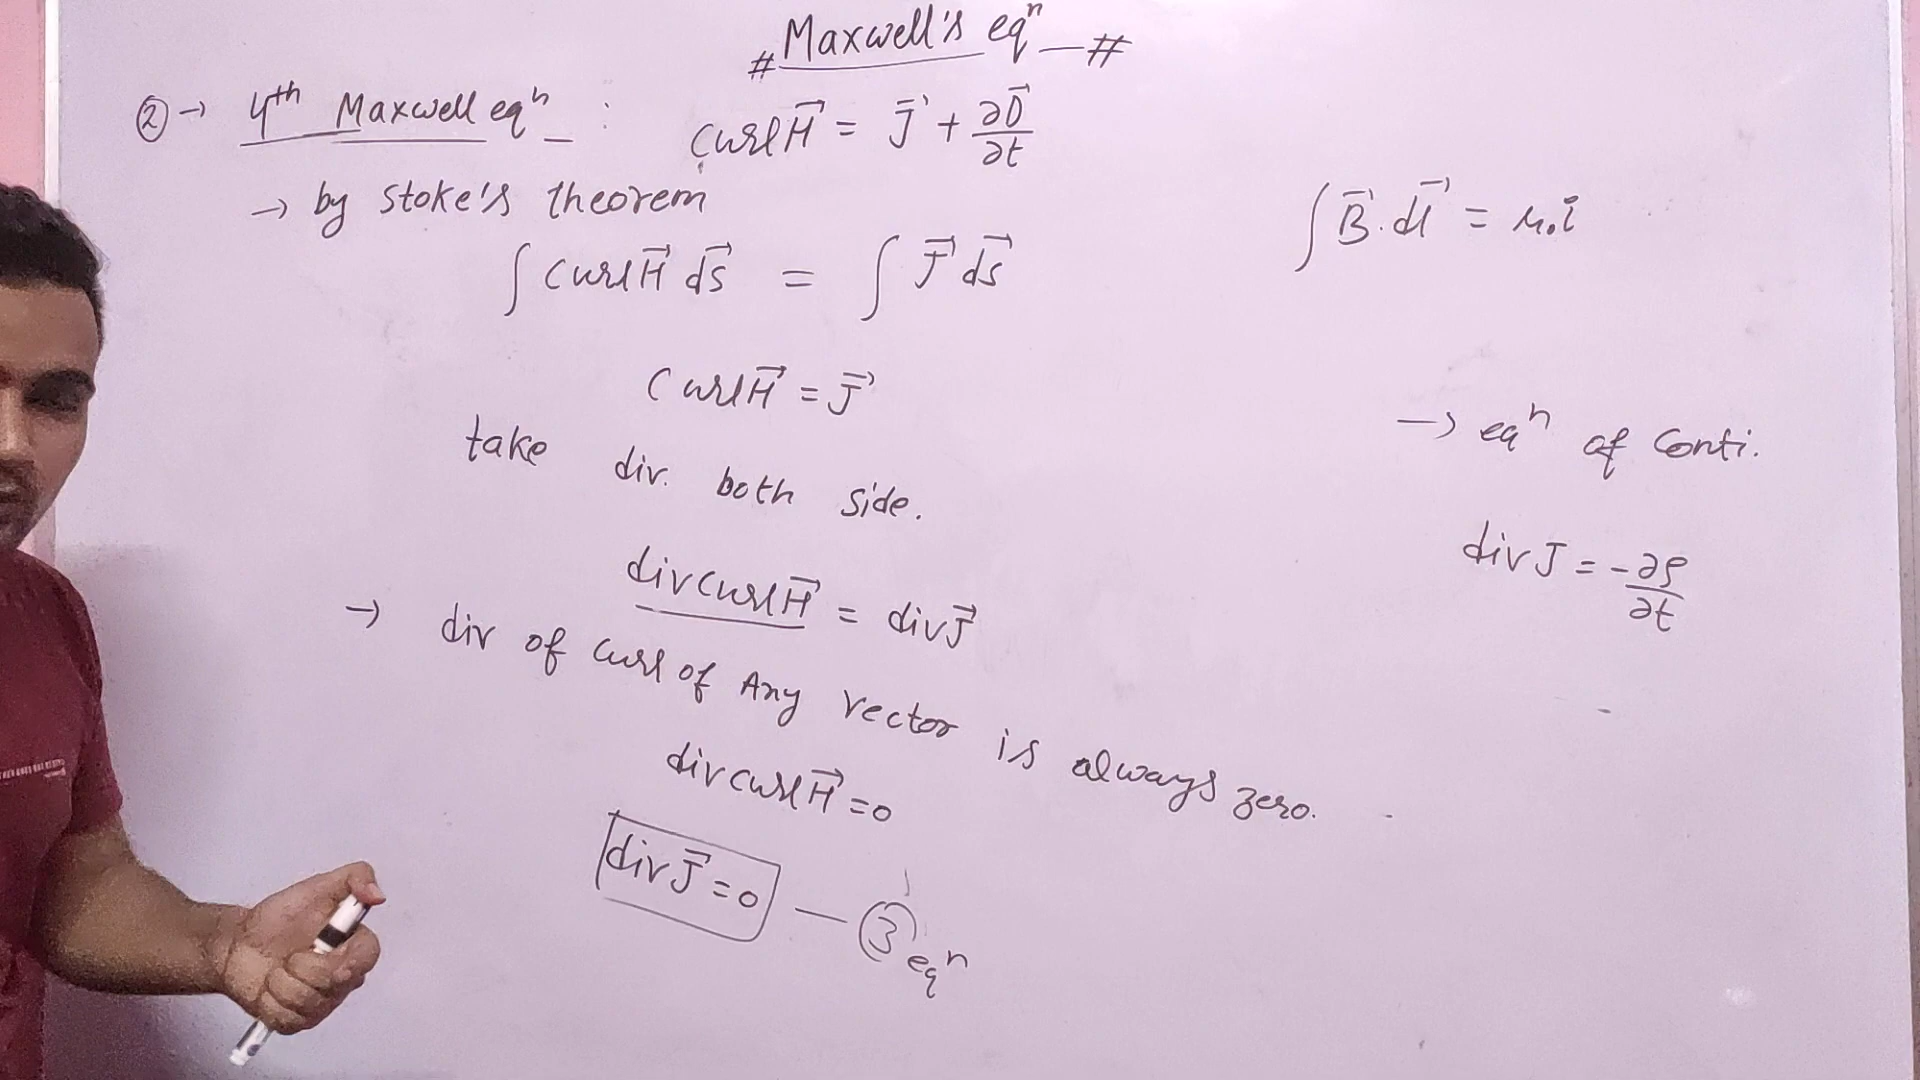 # Maxwell's eqⁿ — #
② → 4th Maxwell eqⁿ : curl H⃗ = J⃗ + ∂D⃗/∂t
→ by stoke's theorem
∫ B⃗. dl⃗ = μ₀i
∫ curl H⃗ ds⃗ = ∫ J⃗ ds⃗
curl H⃗ = J⃗
→ eqⁿ of Conti.
take div. both side.
div J = -∂ρ/∂t
div curl H⃗ = div J⃗
→ div of curl of Any vector is always zero.
div curl H⃗ = 0
div J⃗ = 0 — ③ eqⁿ